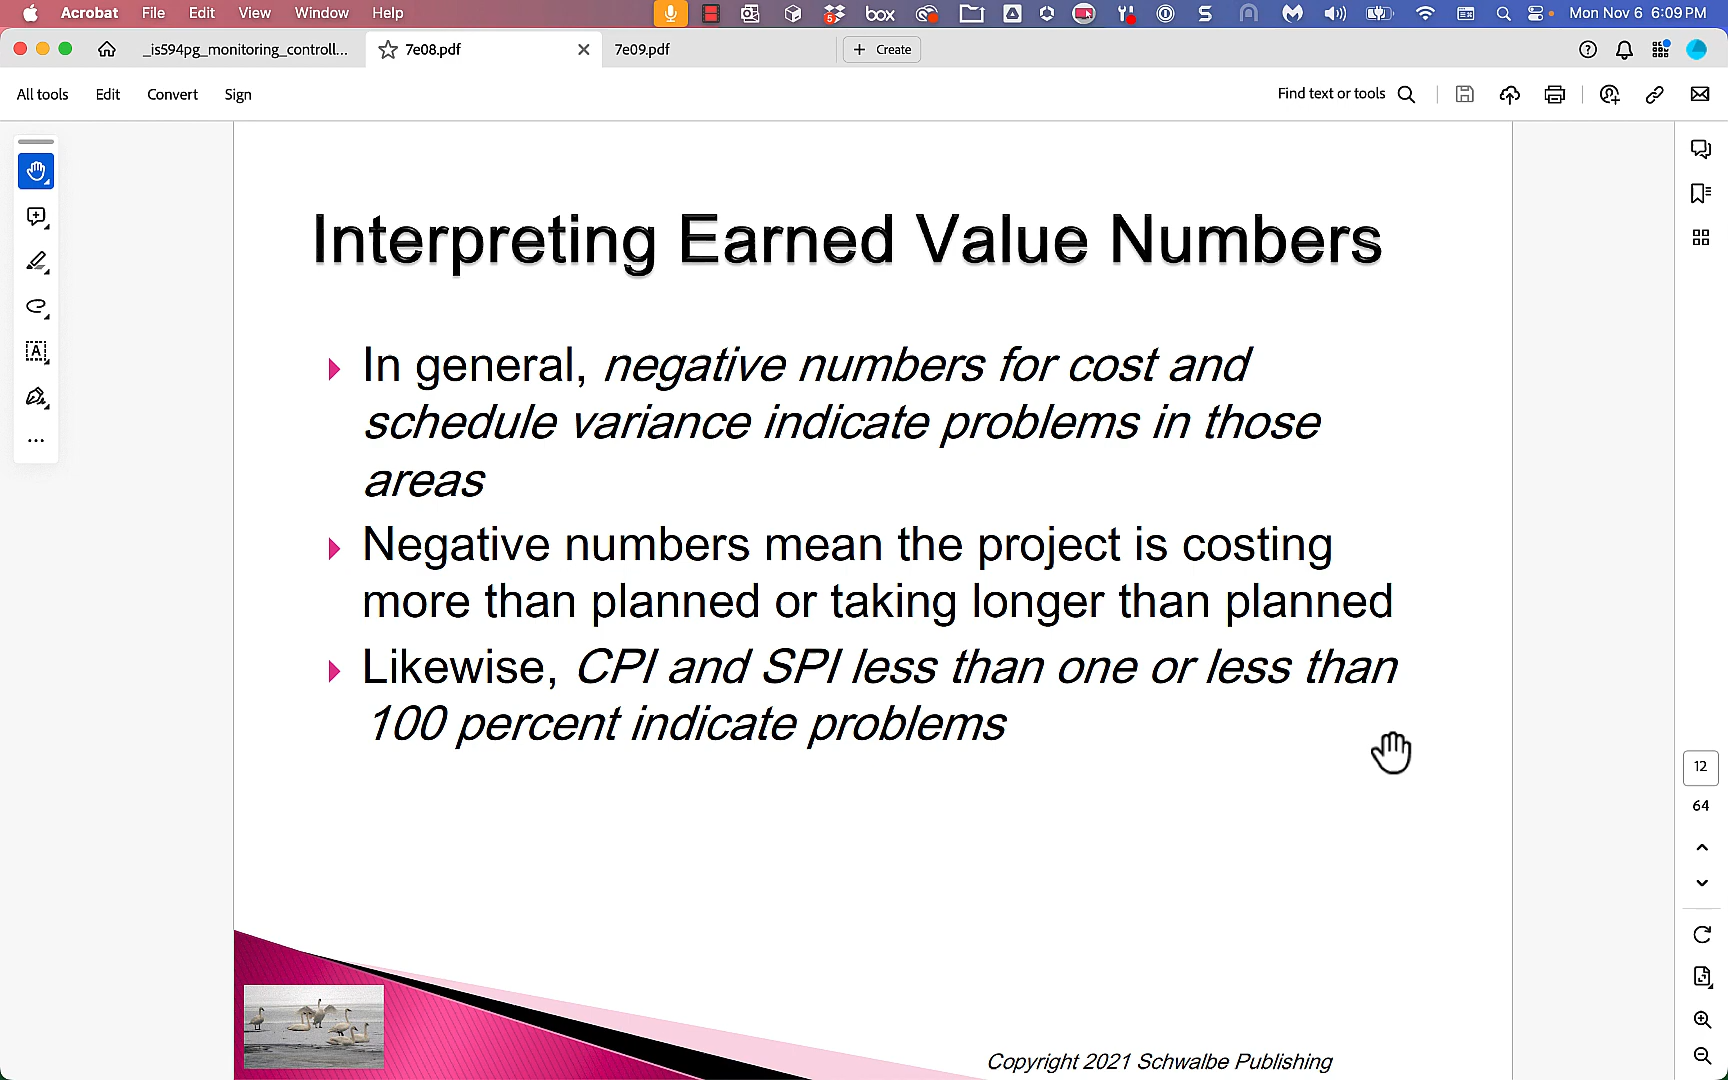 Acrobat File Edit View Window Help
5
box
Mon Nov 6 6:09 PM
_is594pg_monitoring_controll...
7e08.pdf
7e09.pdf
+ Create
All tools Edit Convert Sign
Find text or tools
Interpreting Earned Value Numbers
In general, negative numbers for cost and
schedule variance indicate problems in those
areas
Negative numbers mean the project is costing
more than planned or taking longer than planned
Likewise, CPI and SPI less than one or less than
100 percent indicate problems
12
64
Copyright 2021 Schwalbe Publishing